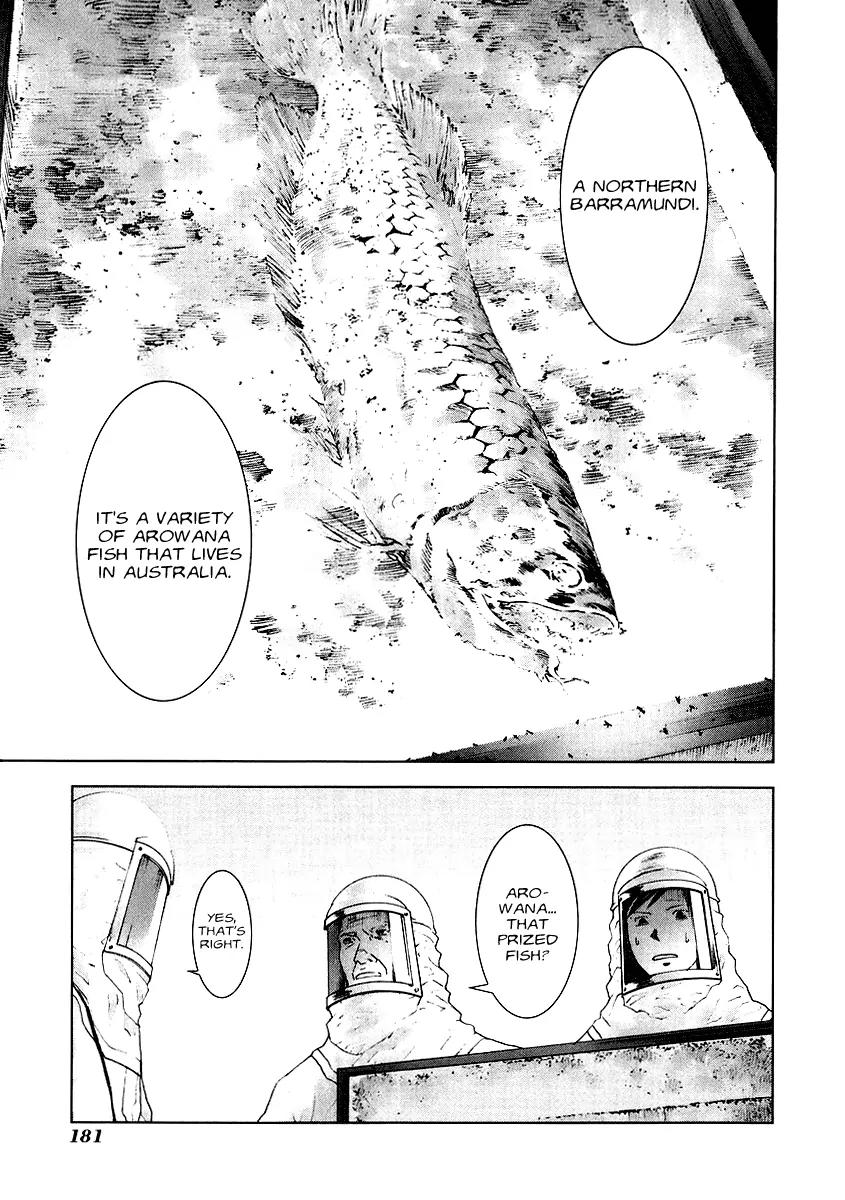 A NORTHERN
BARRAMUNDI.
IT'S A VARIETY
OF AROWANA
FISH THAT LIVES
IN AUSTRALIA.
ARO-
WANA...
THAT
PRIZED
FISH?
YES,
THAT'S
RIGHT.
181